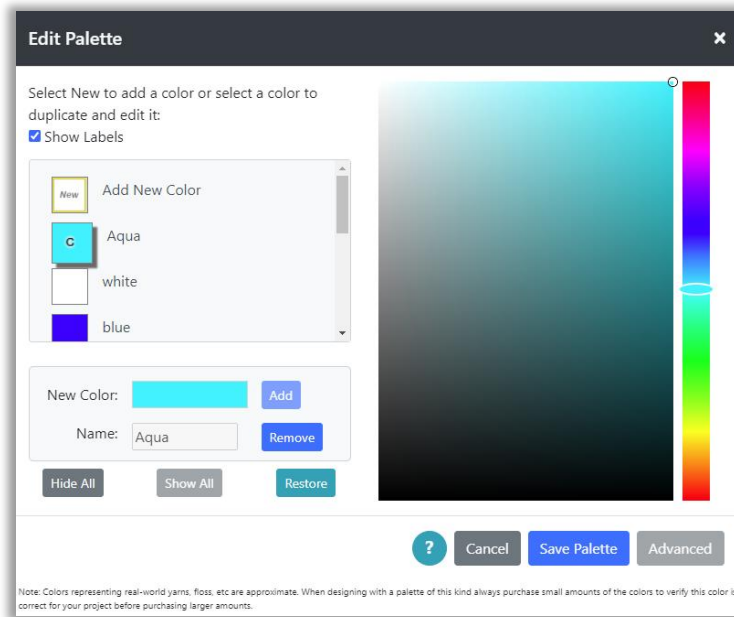 Edit Palette ×
Select New to add a color or select a color to
duplicate and edit it:
Show Labels
New Add New Color
C Aqua
white
blue
New Color: Add
Name: Aqua Remove
Hide All Show All Restore
? Cancel Save Palette Advanced
Note: Colors representing real-world yarns, floss, etc are approximate. When designing with a palette of this kind always purchase small amounts of the colors to verify this color is
correct for your project before purchasing larger amounts.